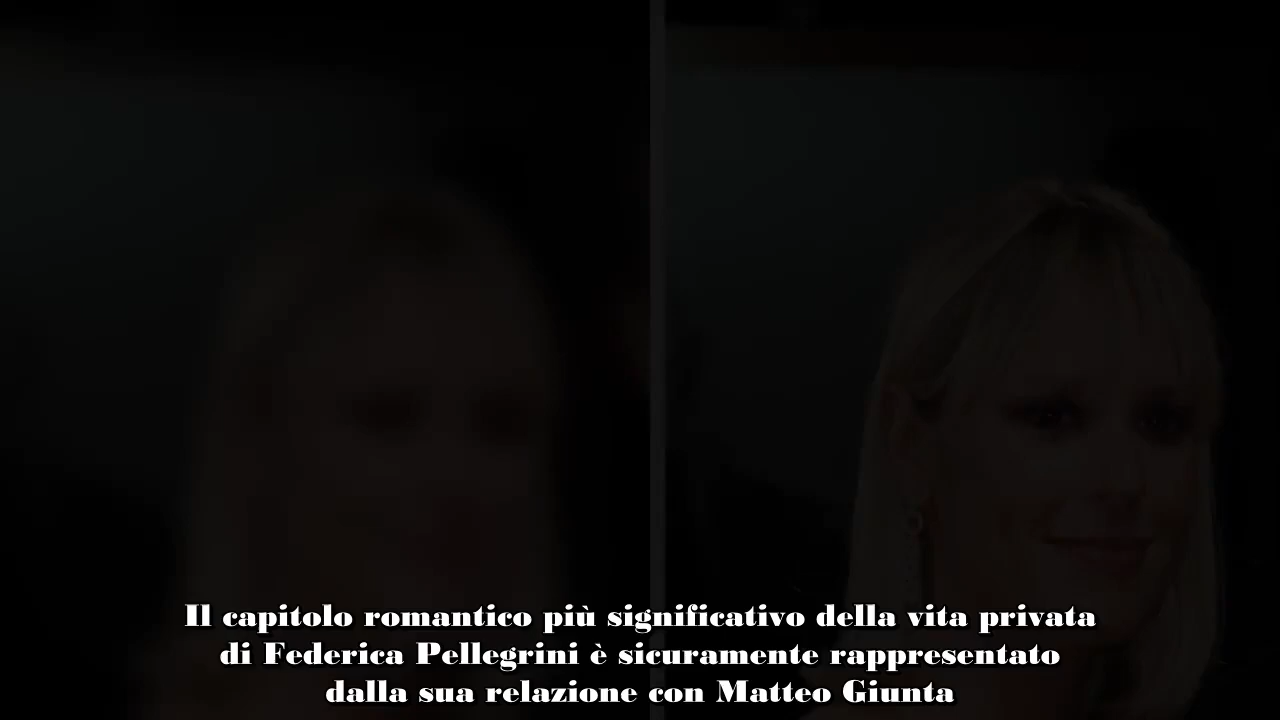 Il capitolo romantico più significativo della vita privata
di Federica Pellegrini è sicuramente rappresentato
dalla sua relazione con Matteo Giunta